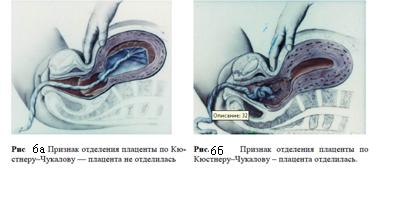 Описание: 32
Рис 6а Признак отделения плаценты по Кю-
стнеру–Чукалову — плацента не отделилась
Рис.6б Признак отделения плаценты по
Кюстнеру–Чукалову – плацента отделилась.